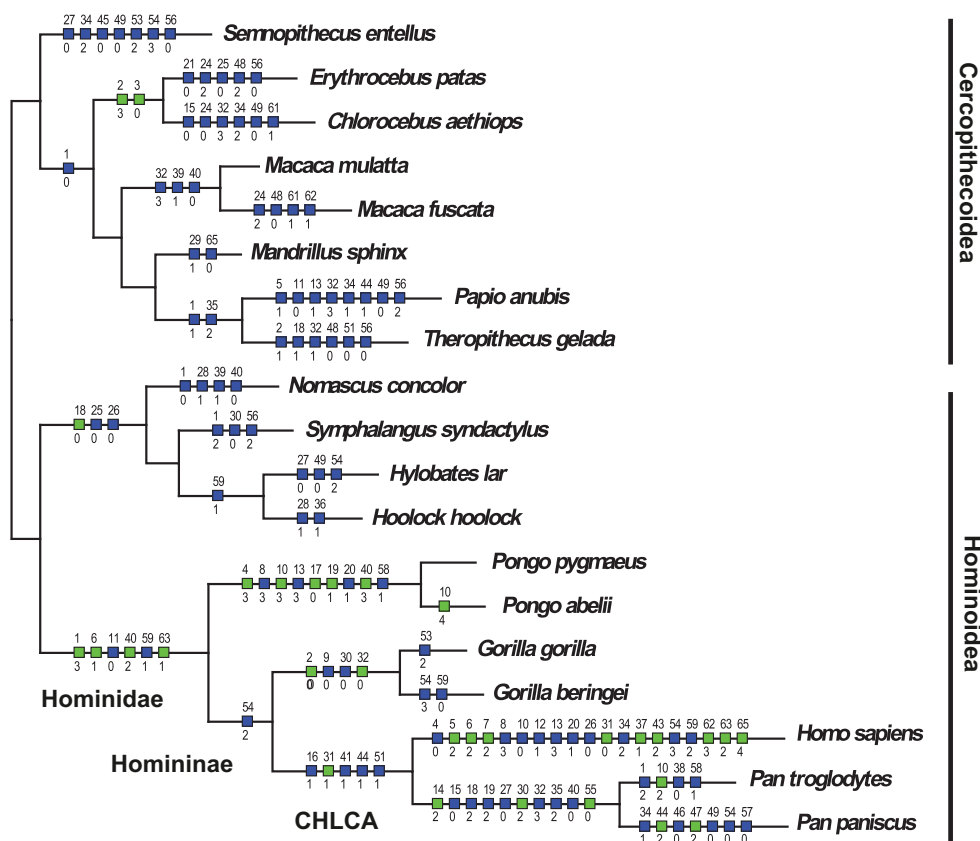 27 34 45 49 53 54 56
Semnopithecus entellus
0 2 0 0 2 3 0
21 24 25 48 56
2 3
Erythrocebus patas
3 0
0 2 0 2 0
15 24 32 34 49 61
Chlorocebus aethiops
0 0 3 2 0 1
1
0
32 39 40
Macaca mulatta
3 1 0
24 48 61 62
Macaca fuscata
2 0 1 1
29 65
Mandrillus sphinx
1 0
5 11 13 32 34 44 49 56
Papio anubis
1 0 1 3 1 1 0 2
1 35
1 2
2 18 32 48 51 56
Theropithecus gelada
1 1 1 0 0 0
Cercopithecoidea
1 28 39 40
Nomascus concolor
0 1 1 0
18 25 26
0 0 0
1 30 56
Symphalangus syndactylus
2 0 2
27 49 54
Hylobates lar
0 0 2
59
1
28 36
Hoolock hoolock
1 1
4 8 10 13 17 19 20 40 58
Pongo pygmaeus
3 3 3 3 0 1 1 3 1
10
Pongo abelii
4
1 6 11 40 59 63
3 1 0 2 1 1
Hominidae
53
Gorilla gorilla
2
2 9 30 32
0 0 0 0
54 59
Gorilla beringei
3 0
54
2
Homininae
4 5 6 7 8 10 12 13 20 26 31 34 37 43 54 59 62 63 65
Homo sapiens
0 2 2 2 3 0 1 3 1 0 0 2 1 2 3 2 3 2 4
16 31 41 44 51
1 1 1 1 1
CHLCA
1 10 38 58
Pan troglodytes
2 2 0 1
14 15 18 19 27 30 32 35 40 55
2 0 2 2 0 2 3 2 0 0
34 44 46 47 49 54 57
Pan paniscus
1 2 0 2 0 0 0
Hominoidea